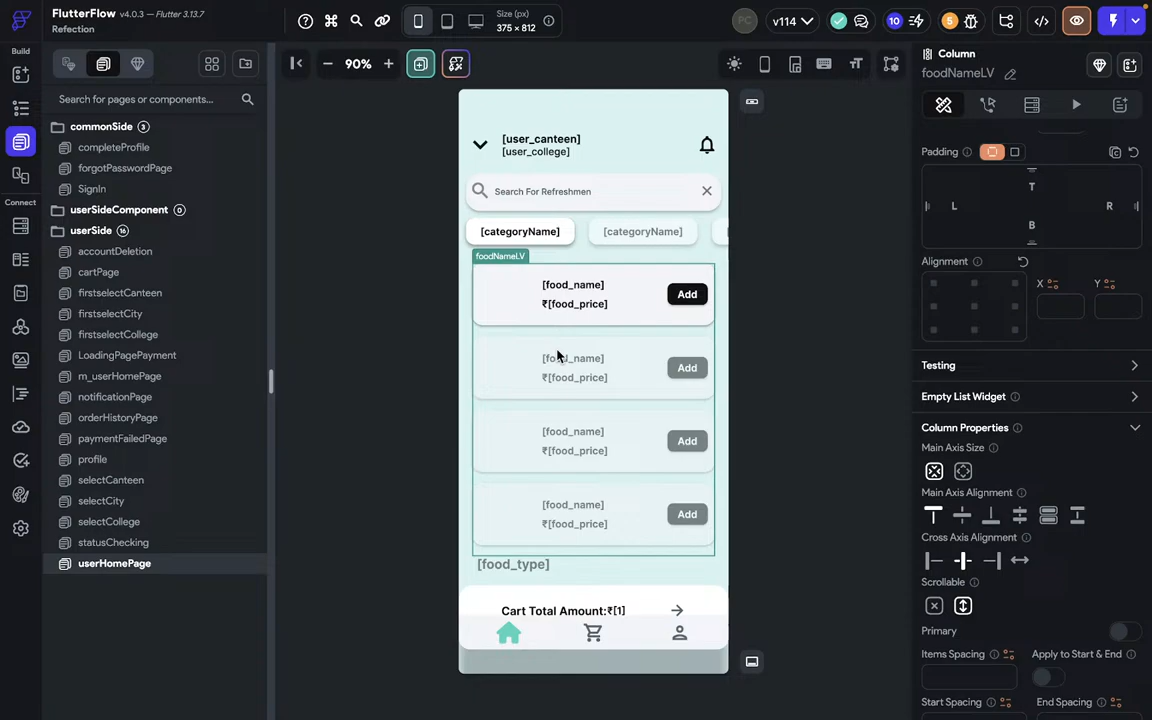 FlutterFlow v4.0.3 - Flutter 3.13.7
Refection
Size (px)
375 × 812
PC
v114
10
5
Build
Connect
90%
Search for pages or components...
commonSide 3
completeProfile
forgotPasswordPage
SignIn
userSideComponent 0
userSide 16
accountDeletion
cartPage
firstselectCanteen
firstselectCity
firstselectCollege
LoadingPagePayment
m_userHomePage
notificationPage
orderHistoryPage
paymentFailedPage
profile
selectCanteen
selectCity
selectCollege
statusChecking
userHomePage
[user_canteen]
[user_college]
Search For Refreshmen
[categoryName] [categoryName]
foodNameLV
[food_name]
₹[food_price]
Add
[food_name]
₹[food_price]
Add
[food_name]
₹[food_price]
Add
[food_name]
₹[food_price]
Add
[food_type]
Cart Total Amount:₹[1]
Column
foodNameLV
Padding
T
L R
B
Alignment
X Y
Testing
Empty List Widget
Column Properties
Main Axis Size
Main Axis Alignment
Cross Axis Alignment
Scrollable
Primary
Items Spacing Apply to Start & End
Start Spacing End Spacing